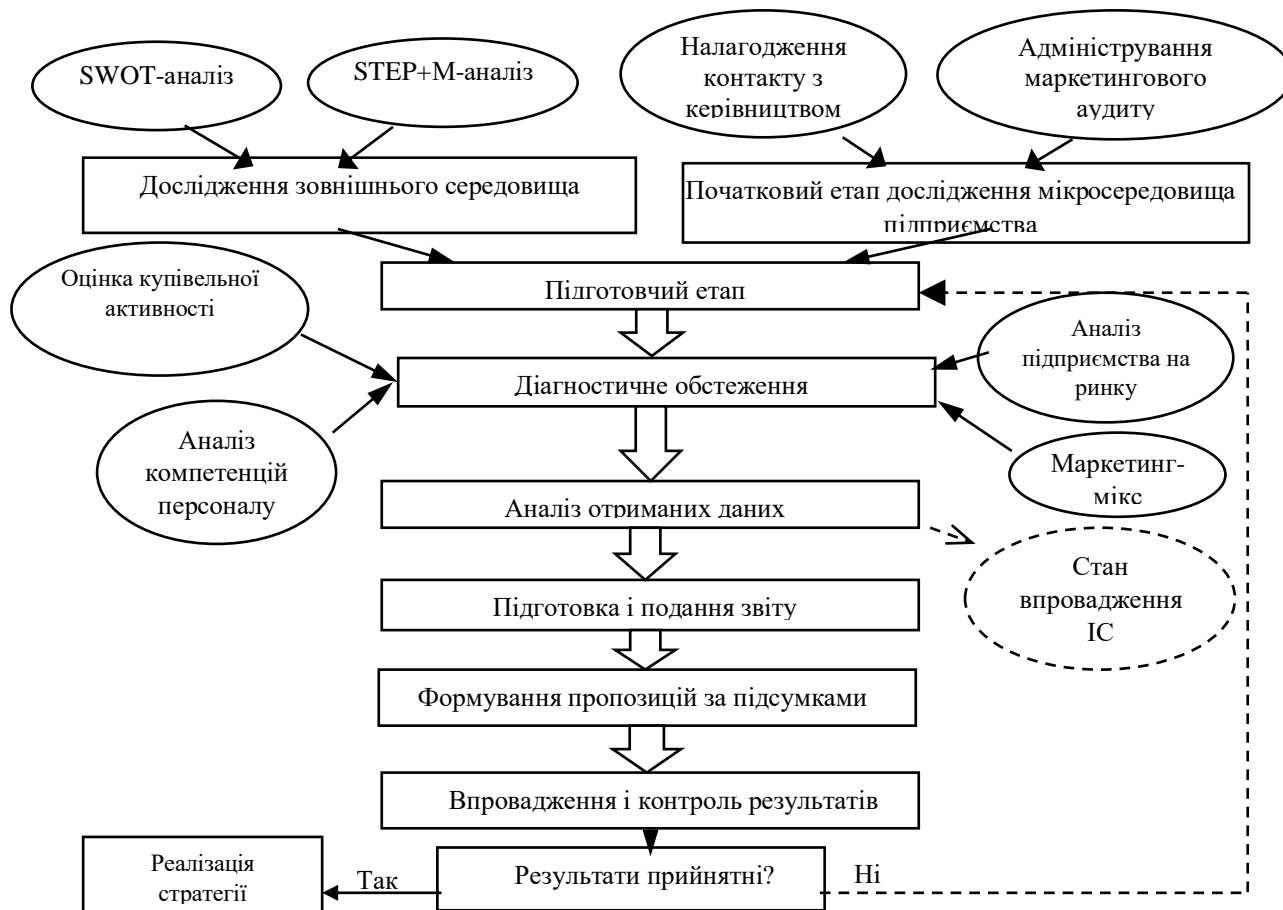 SWOT-аналіз
STEP+M-аналіз
Налагодження
контакту з
керівництвом
Адміністрування
маркетингового
аудиту
Дослідження зовнішнього середовища
Початковий етап дослідження мікросередовища
підприємства
Оцінка купівельної
активності
Підготовчий етап
Аналіз
підприємства на
ринку
Діагностичне обстеження
Аналіз
компетенцій
персоналу
Маркетинг-
мікс
Аналіз отриманих даних
Стан
впровадження
ІС
Підготовка і подання звіту
Формування пропозицій за підсумками
Впровадження і контроль результатів
Реалізація
стратегії
Так
Результати прийнятні?
Ні